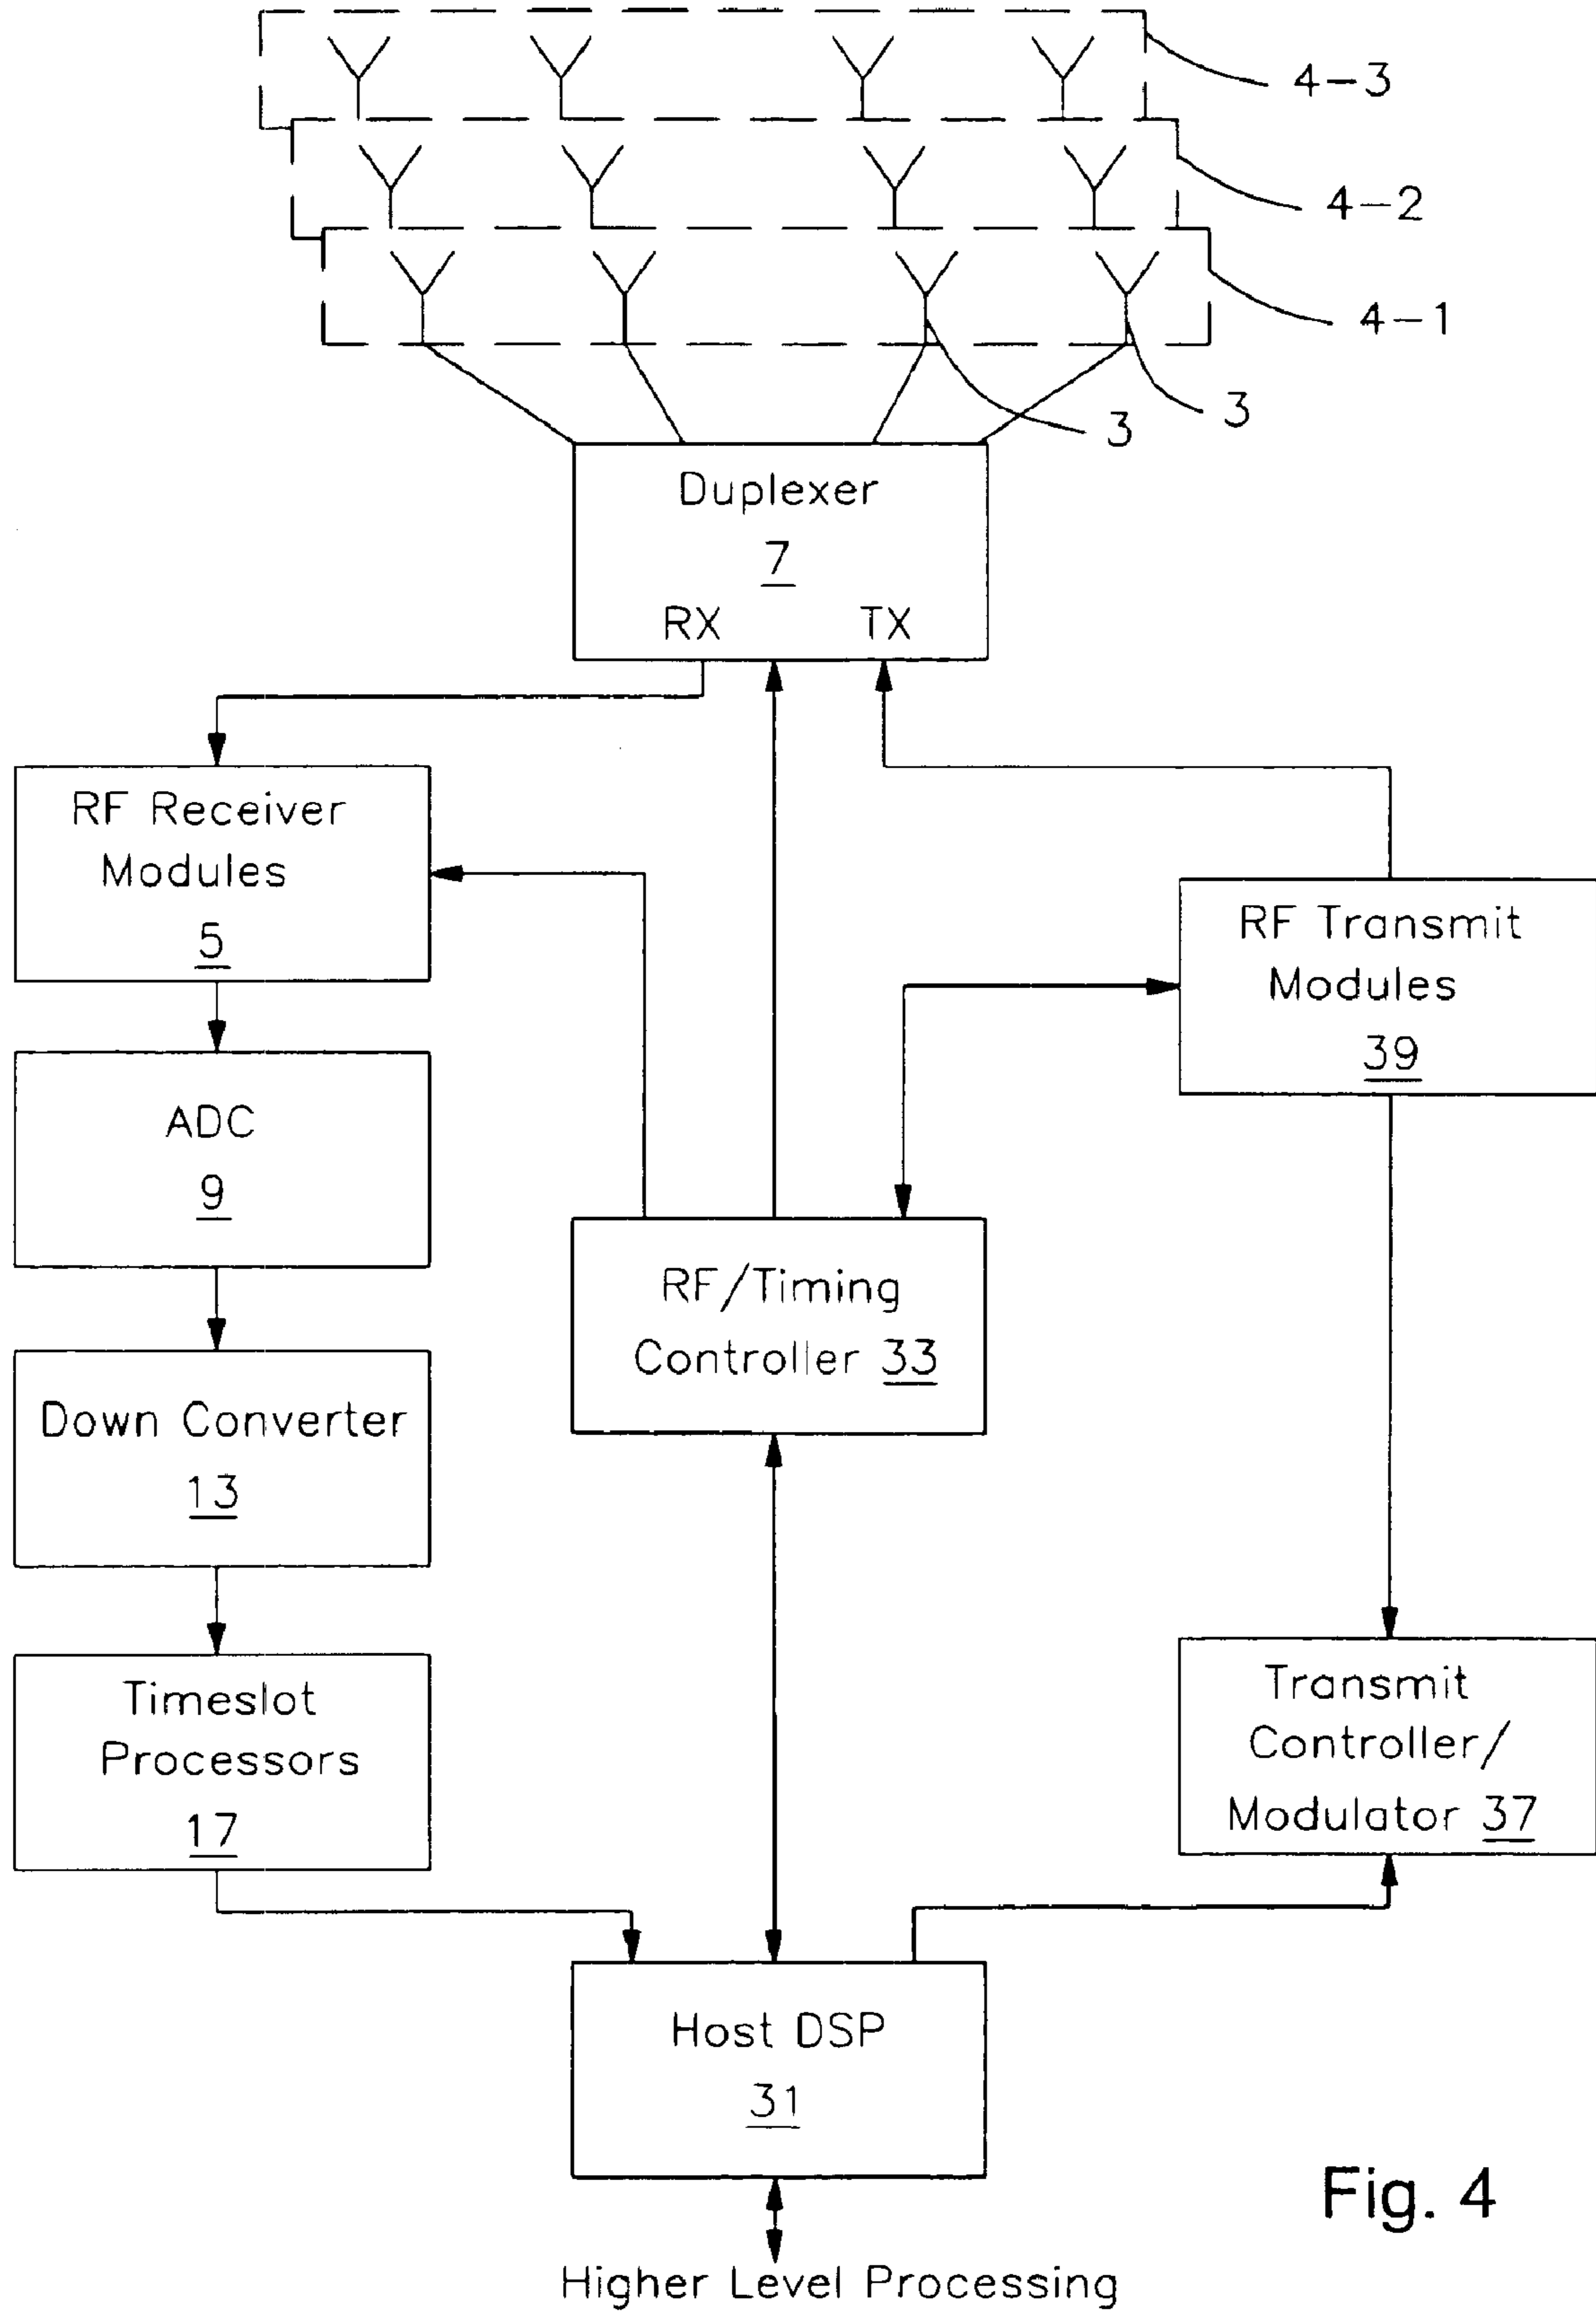 4-3
4-2
4-1
3
3
Duplexer
7
RX TX
RF Receiver
Modules
5
RF Transmit
Modules
39
ADC
9
RF/Timing
Controller 33
Down Converter
13
Timeslot
Processors
17
Transmit
Controller/
Modulator 37
Host DSP
31
Fig. 4
Higher Level Processing